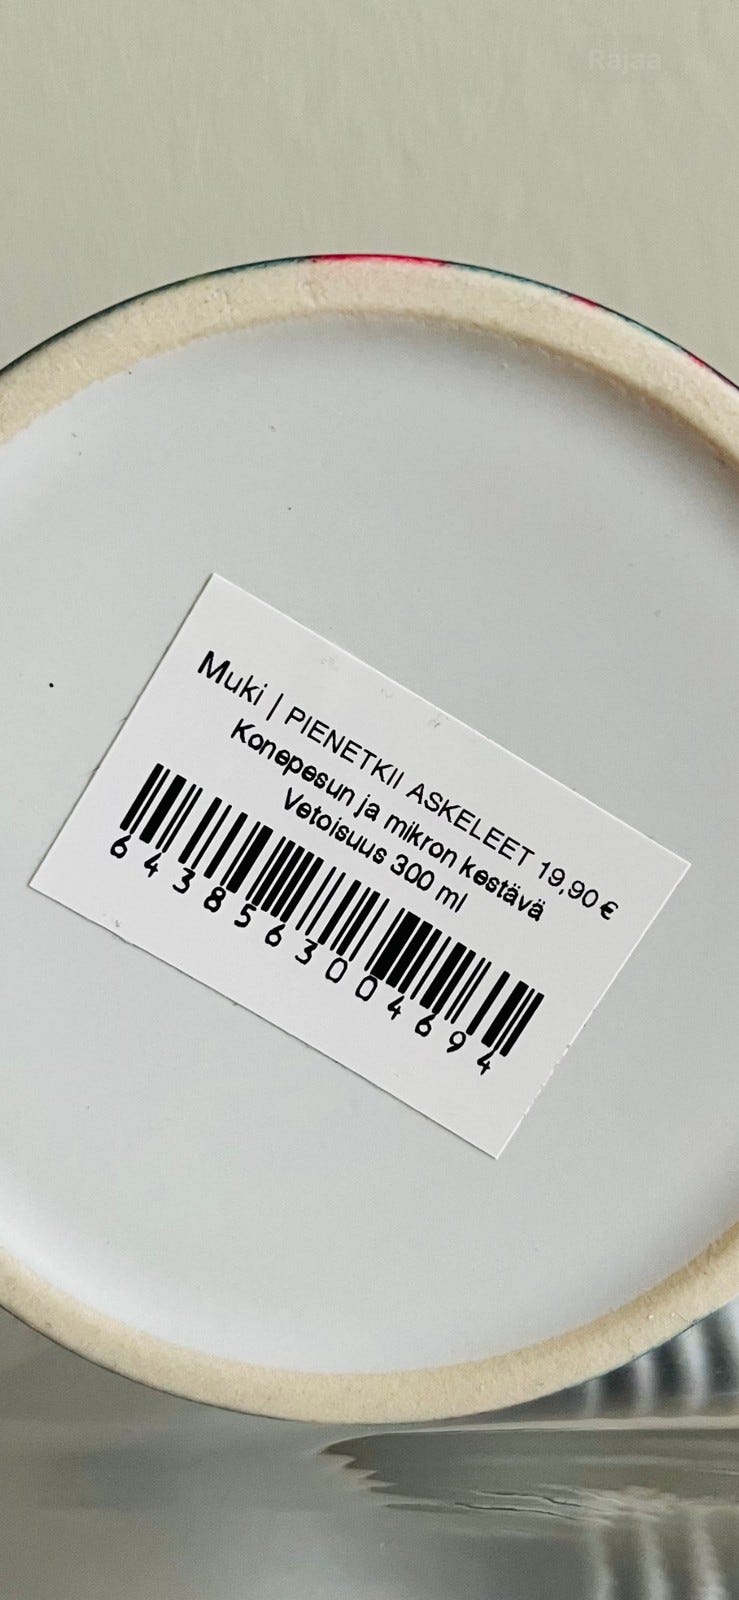 Rajaa
Muki | PIENETKII ASKELEET 19,90 €
Konepesun ja mikron kestävä
Vetoisuus 300 ml
6438563004694